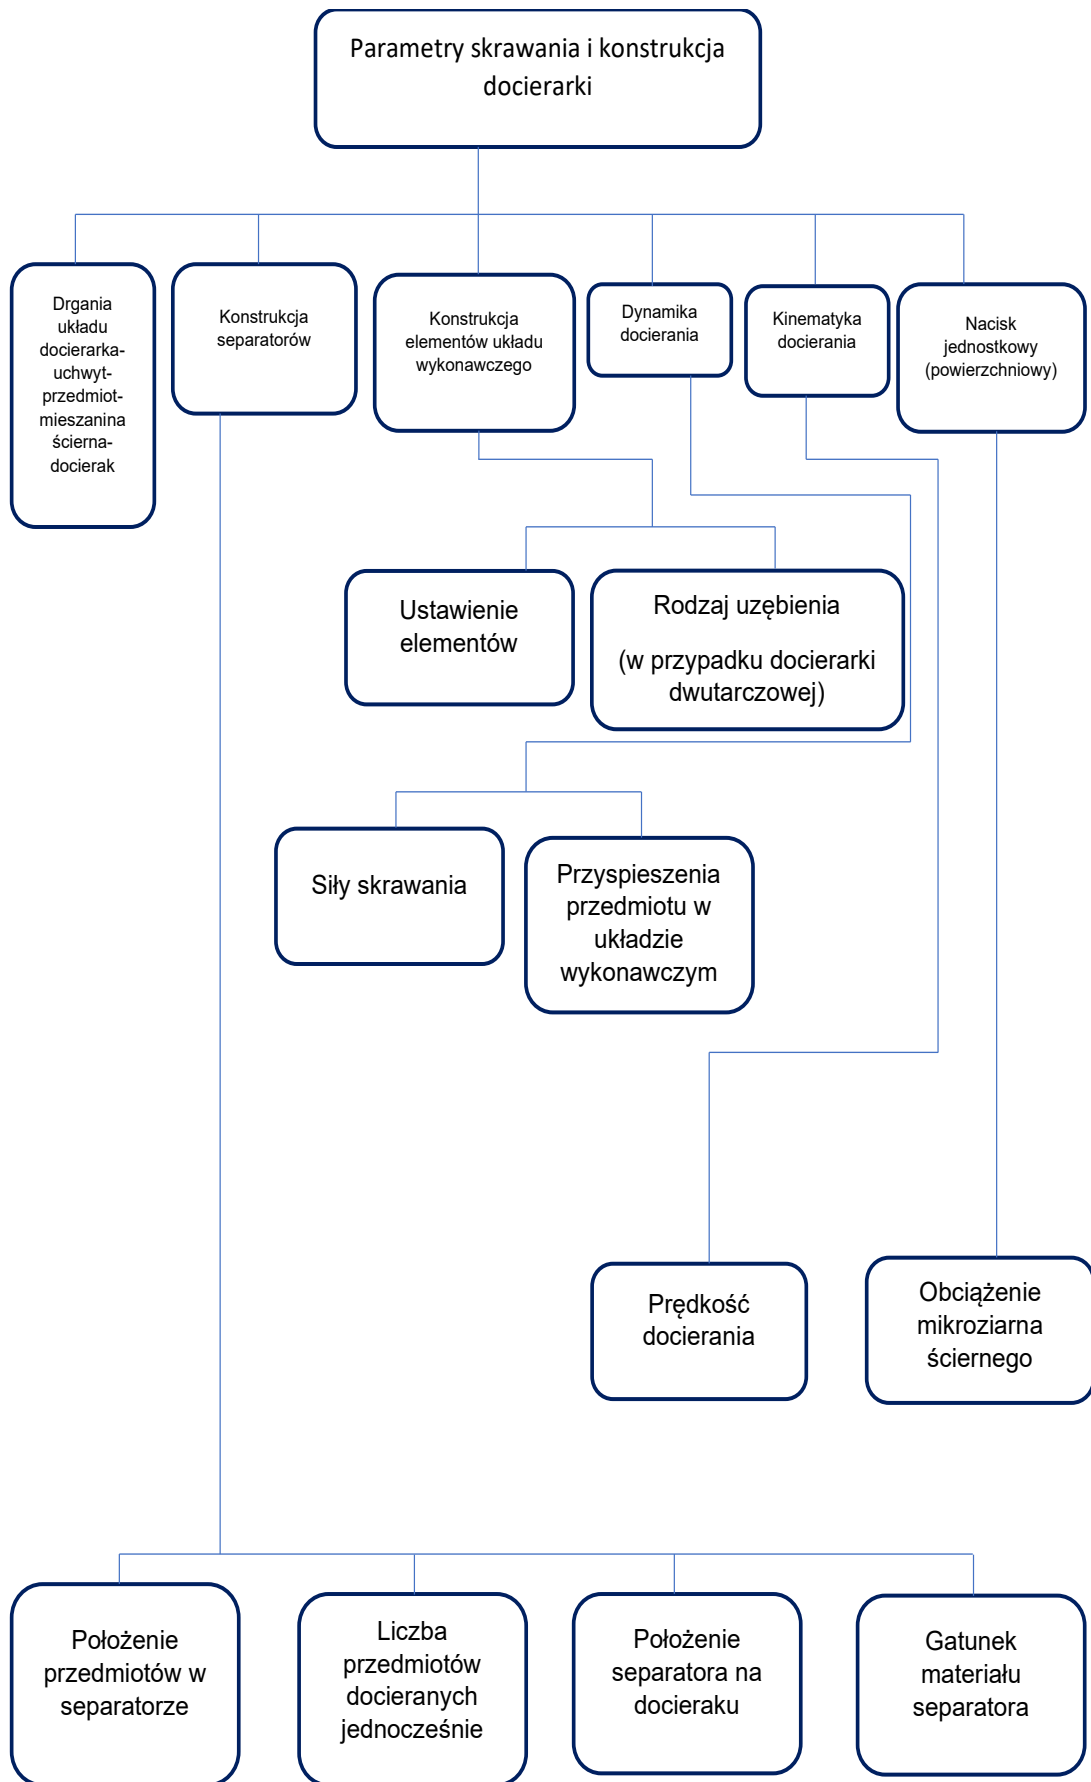 Parametry skrawania i konstrukcja
docierarki
Drgania
układu
docierarka-
uchwyt-
przedmiot-
mieszanina
ścierna-
docierak
Konstrukcja
separatorów
Konstrukcja
elementów układu
wykonawczego
Dynamika
docierania
Kinematyka
docierania
Nacisk
jednostkowy
(powierzchniowy)
Ustawienie
elementów
Rodzaj uzębienia
(w przypadku docierarki
dwutarczowej)
Siły skrawania
Przyspieszenia
przedmiotu w
układzie
wykonawczym
Prędkość
docierania
Obciążenie
mikroziarna
ściernego
Położenie
przedmiotów w
separatorze
Liczba
przedmiotów
docieranych
jednocześnie
Położenie
separatora na
docieraku
Gatunek
materiału
separatora